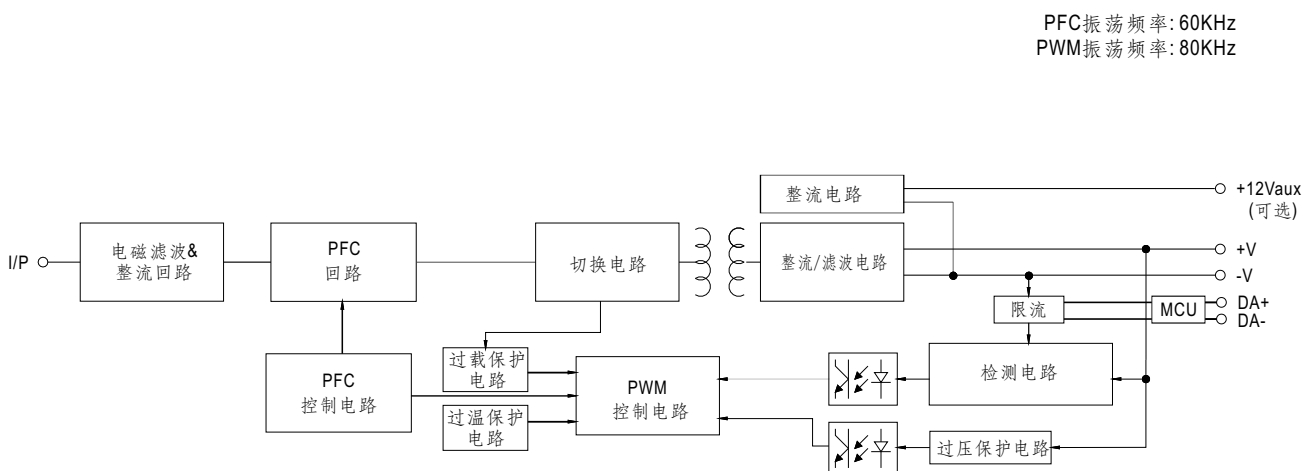 PFC振荡频率: 60KHz
PWM振荡频率: 80KHz
整流电路
+12Vaux
(可选)
I/P
电磁滤波&
整流回路
PFC
回路
切换电路
整流/滤波电路
+V
-V
限流
MCU
DA+
DA-
过载保护
电路
PFC
控制电路
PWM
控制电路
检测电路
过温保护
电路
过压保护电路